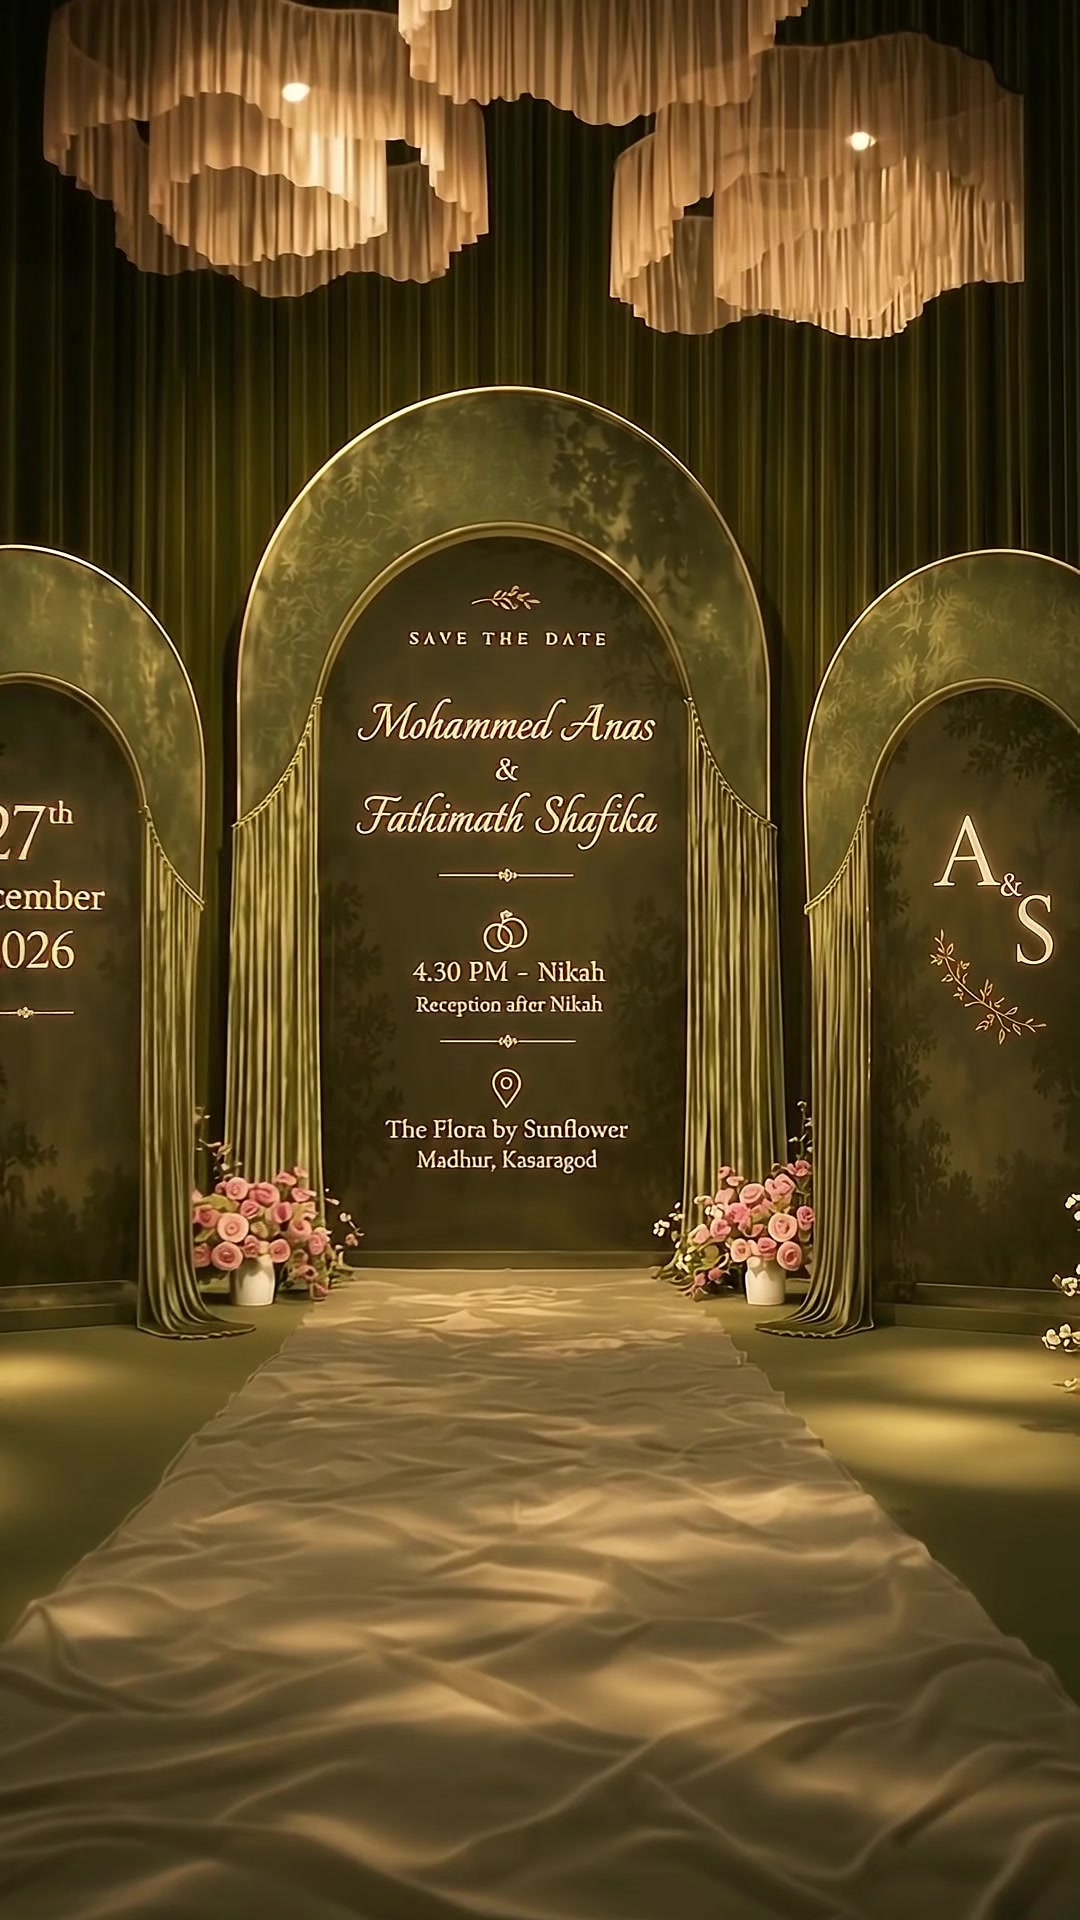 SAVE THE DATE
Mohammed Anas
&
Fathimath Shafika
4.30 PM - Nikah
Reception after Nikah
The Flora by Sunflower
Madhur, Kasaragod
27th
cember
026
A&S